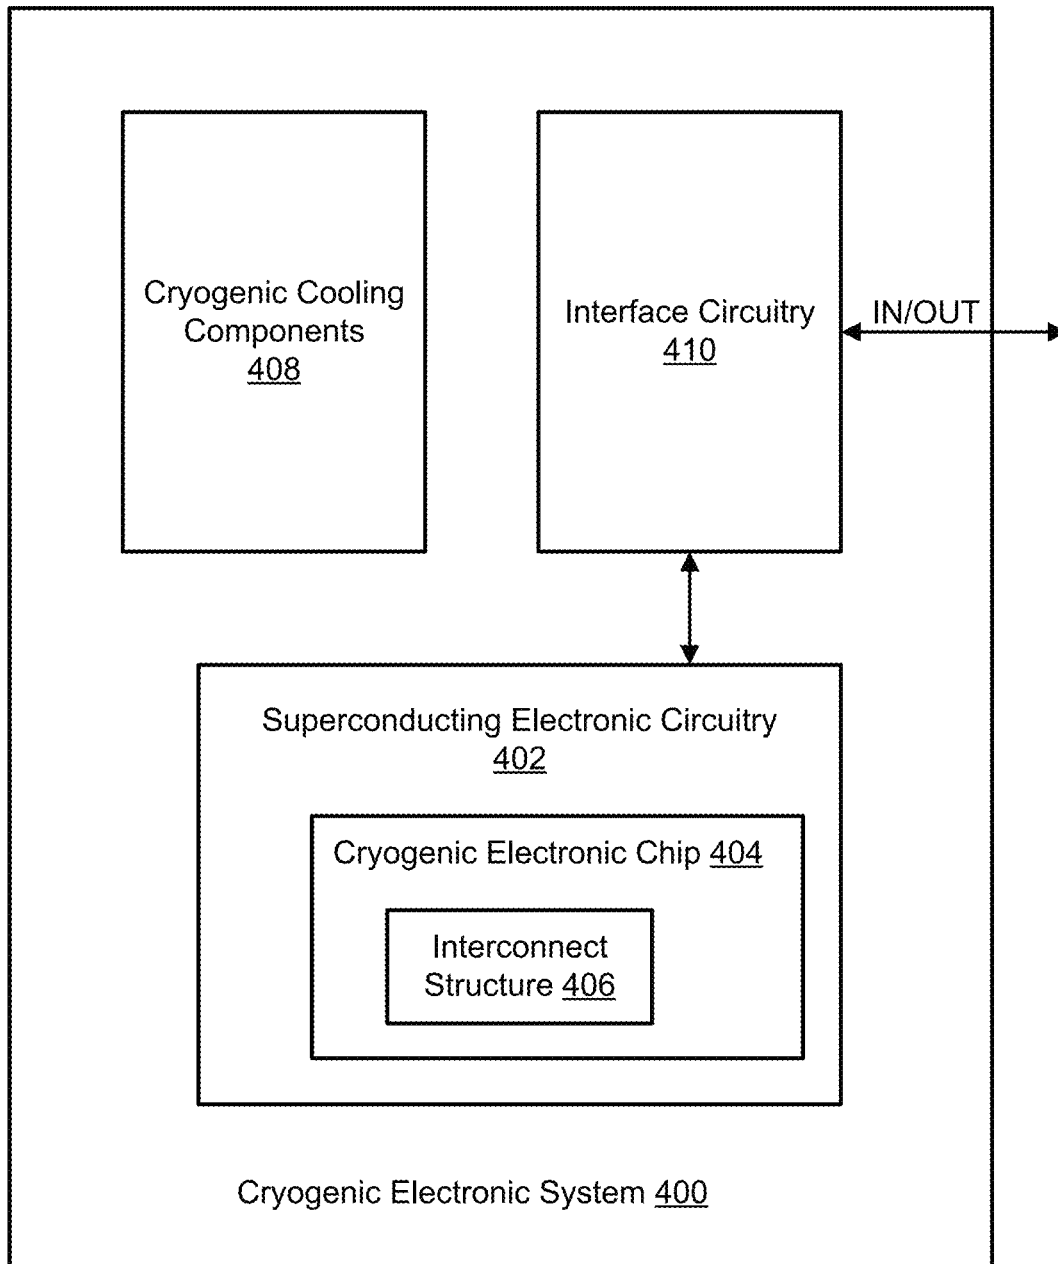 Cryogenic Cooling
Components
408
Interface Circuitry
410
IN/OUT
Superconducting Electronic Circuitry
402
Cryogenic Electronic Chip 404
Interconnect
Structure 406
Cryogenic Electronic System 400